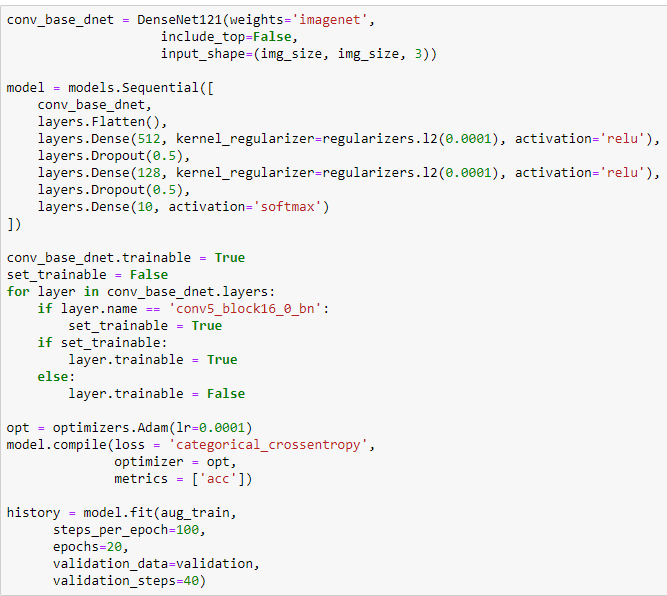 conv_base_dnet = DenseNet121(weights='imagenet',
                    include_top=False,
                    input_shape=(img_size, img_size, 3))

model = models.Sequential([
    conv_base_dnet,
    layers.Flatten(),
    layers.Dense(512, kernel_regularizer=regularizers.l2(0.0001), activation='relu'),
    layers.Dropout(0.5),
    layers.Dense(128, kernel_regularizer=regularizers.l2(0.0001), activation='relu'),
    layers.Dropout(0.5),
    layers.Dense(10, activation='softmax')
])

conv_base_dnet.trainable = True
set_trainable = False
for layer in conv_base_dnet.layers:
    if layer.name == 'conv5_block16_0_bn':
        set_trainable = True
    if set_trainable:
        layer.trainable = True
    else:
        layer.trainable = False

opt = optimizers.Adam(lr=0.0001)
model.compile(loss = 'categorical_crossentropy',
              optimizer = opt,
              metrics = ['acc'])

history = model.fit(aug_train,
      steps_per_epoch=100,
      epochs=20,
      validation_data=validation,
      validation_steps=40)